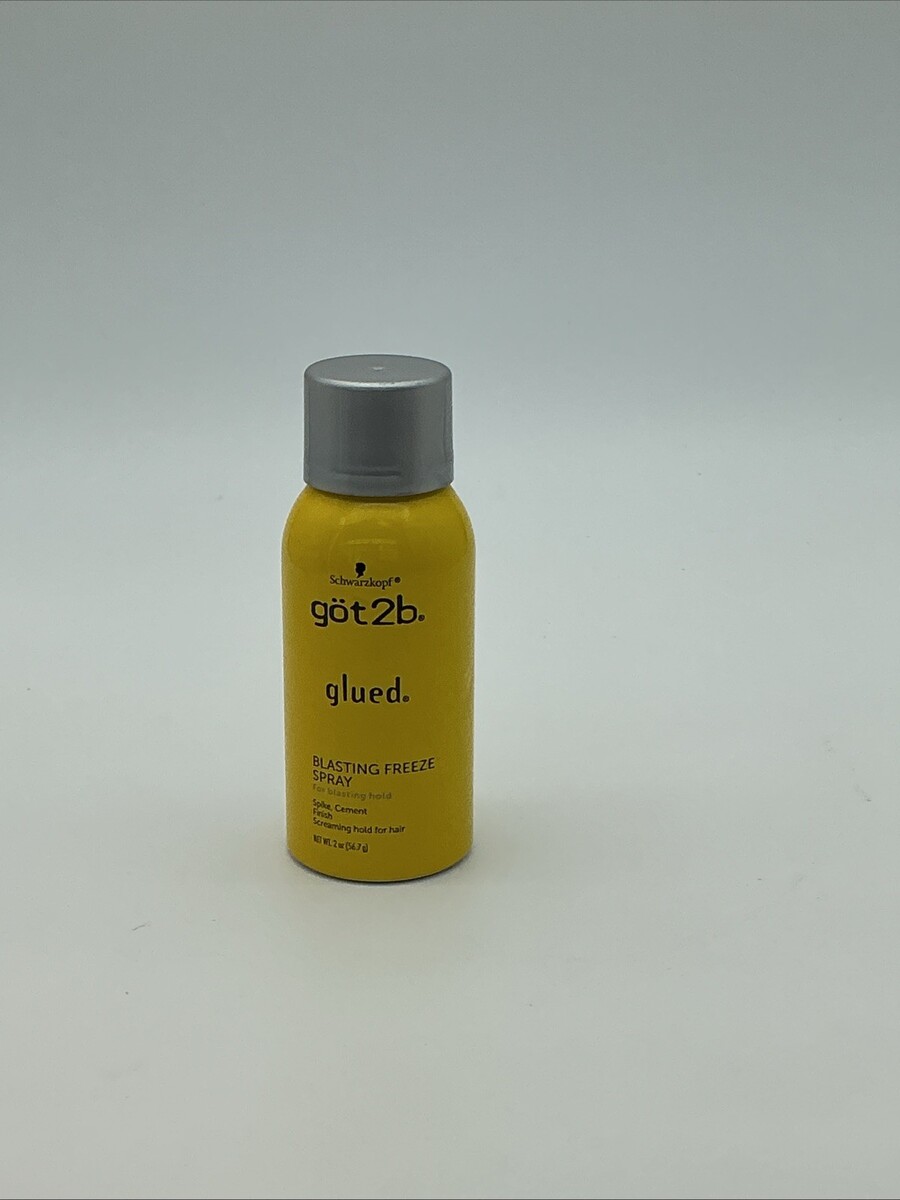 Schwarzkopf®
göt2b®
glued®
BLASTING FREEZE
SPRAY
For blasting hold
Spike, Cement
Finish
Screaming hold for hair
NET WT. 2 oz (56.7 g)